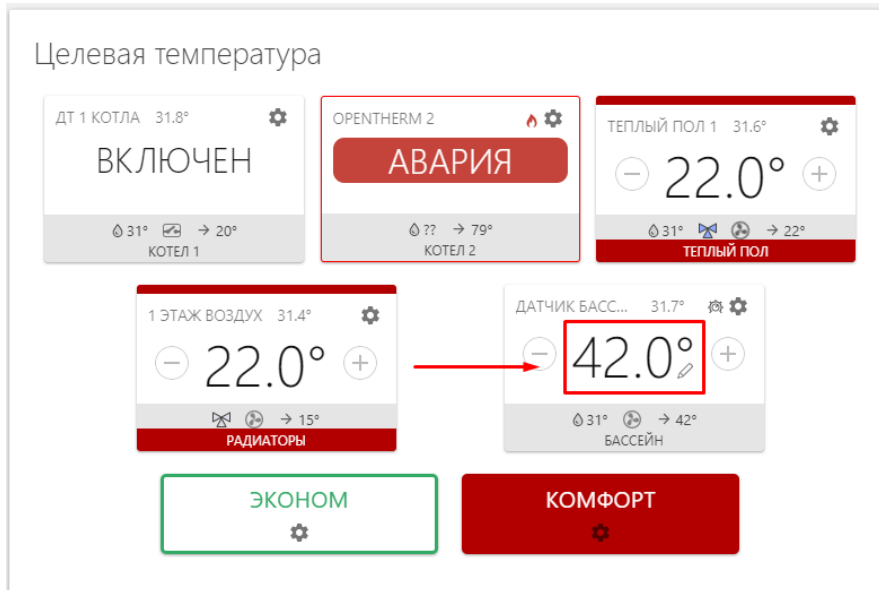 Целевая температура
ДТ 1 КОТЛА 31.8°
ВКЛЮЧЕН
31° → 20°
КОТЕЛ 1
OPENTHERM 2
АВАРИЯ
?? → 79°
КОТЕЛ 2
ТЕПЛЫЙ ПОЛ 1 31.6°
22.0°
31° → 22°
ТЕПЛЫЙ ПОЛ
1 ЭТАЖ ВОЗДУХ 31.4°
22.0°
→ 15°
РАДИАТОРЫ
ДАТЧИК БАСС... 31.7°
42.0°
31° → 42°
БАССЕЙН
ЭКОНОМ
КОМФОРТ